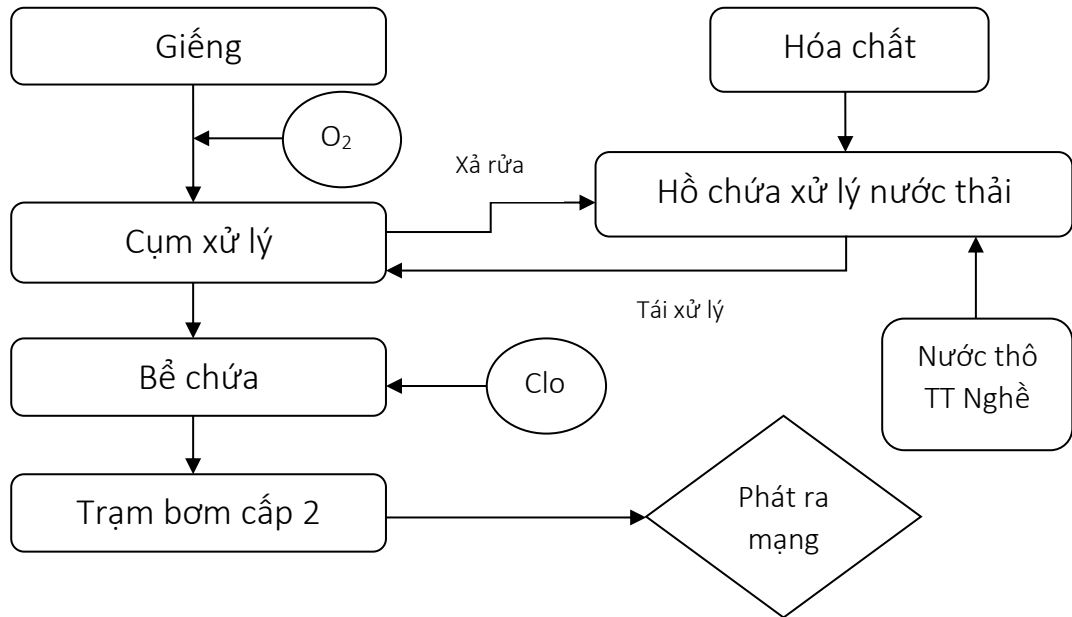 Giếng
Hóa chất
O₂
Xả rửa
Hồ chứa xử lý nước thải
Cụm xử lý
Tái xử lý
Bể chứa
Clo
Nước thô
TT Nghề
Trạm bơm cấp 2
Phát ra
mạng